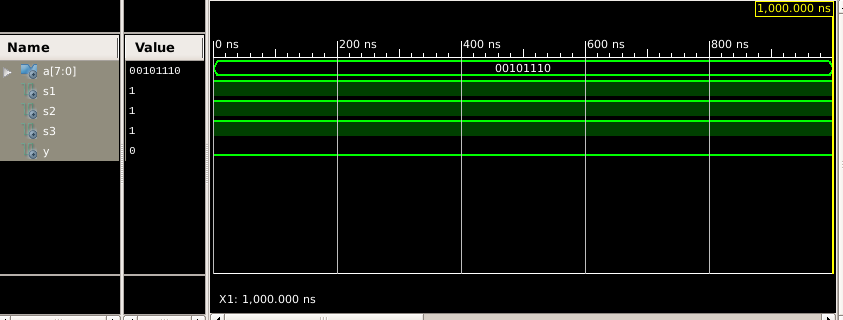 1,000.000 ns
Name Value 0 ns 200 ns 400 ns 600 ns 800 ns
a[7:0] 00101110 00101110
s1 1
s2 1
s3 1
y 0
X1: 1,000.000 ns